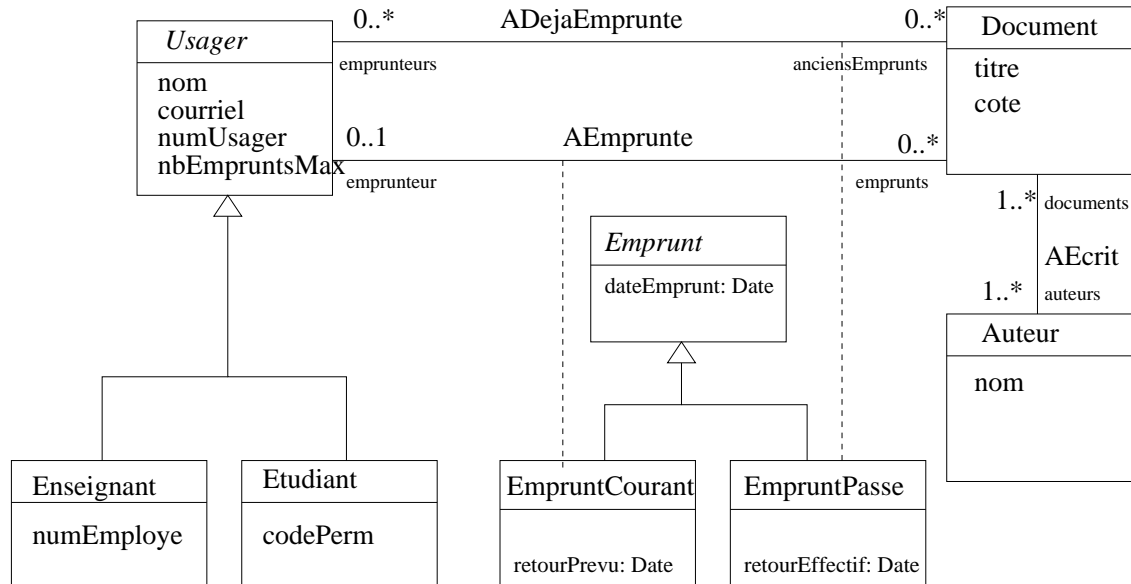 Usager
nom
courriel
numUsager
nbEmpruntsMax
0..*
ADejaEmprunte
0..*
emprunteurs
anciensEmprunts
0..1
AEmprunte
0..*
emprunteur
emprunts
Document
titre
cote
1..*
documents
AEcrit
1..*
auteurs
Auteur
nom
Emprunt
dateEmprunt: Date
Enseignant
numEmploye
Etudiant
codePerm
EmpruntCourant
retourPrevu: Date
EmpruntPasse
retourEffectif: Date